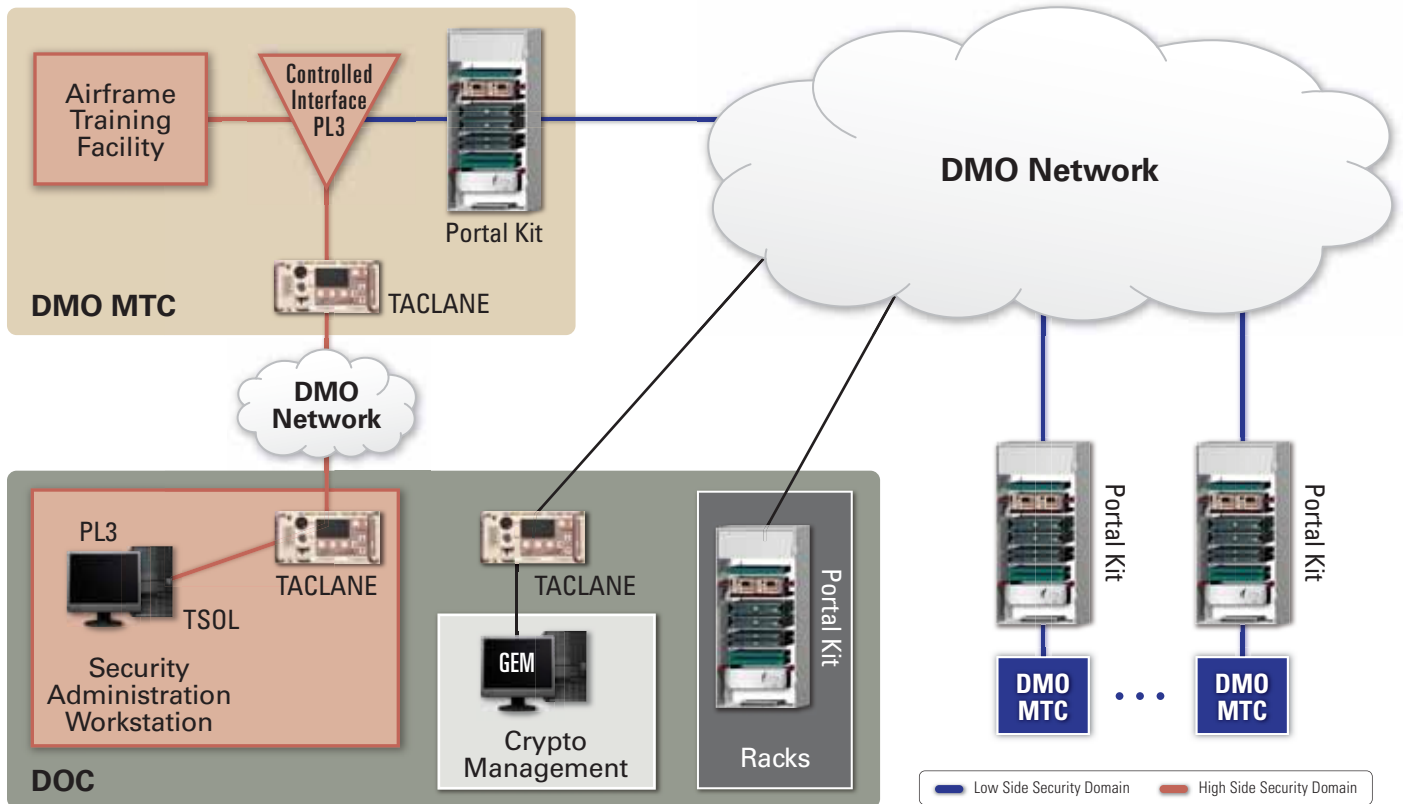 Airframe
Training
Facility
Controlled
Interface
PL3
Portal Kit
TACLANE
DMO MTC
DMO Network
DMO
Network
PL3
TSOL
TACLANE
Security
Administration
Workstation
DOC
TACLANE
GEM
Crypto
Management
Portal Kit
Racks
Portal Kit
Portal Kit
DMO
MTC
• • •
DMO
MTC
Low Side Security Domain
High Side Security Domain